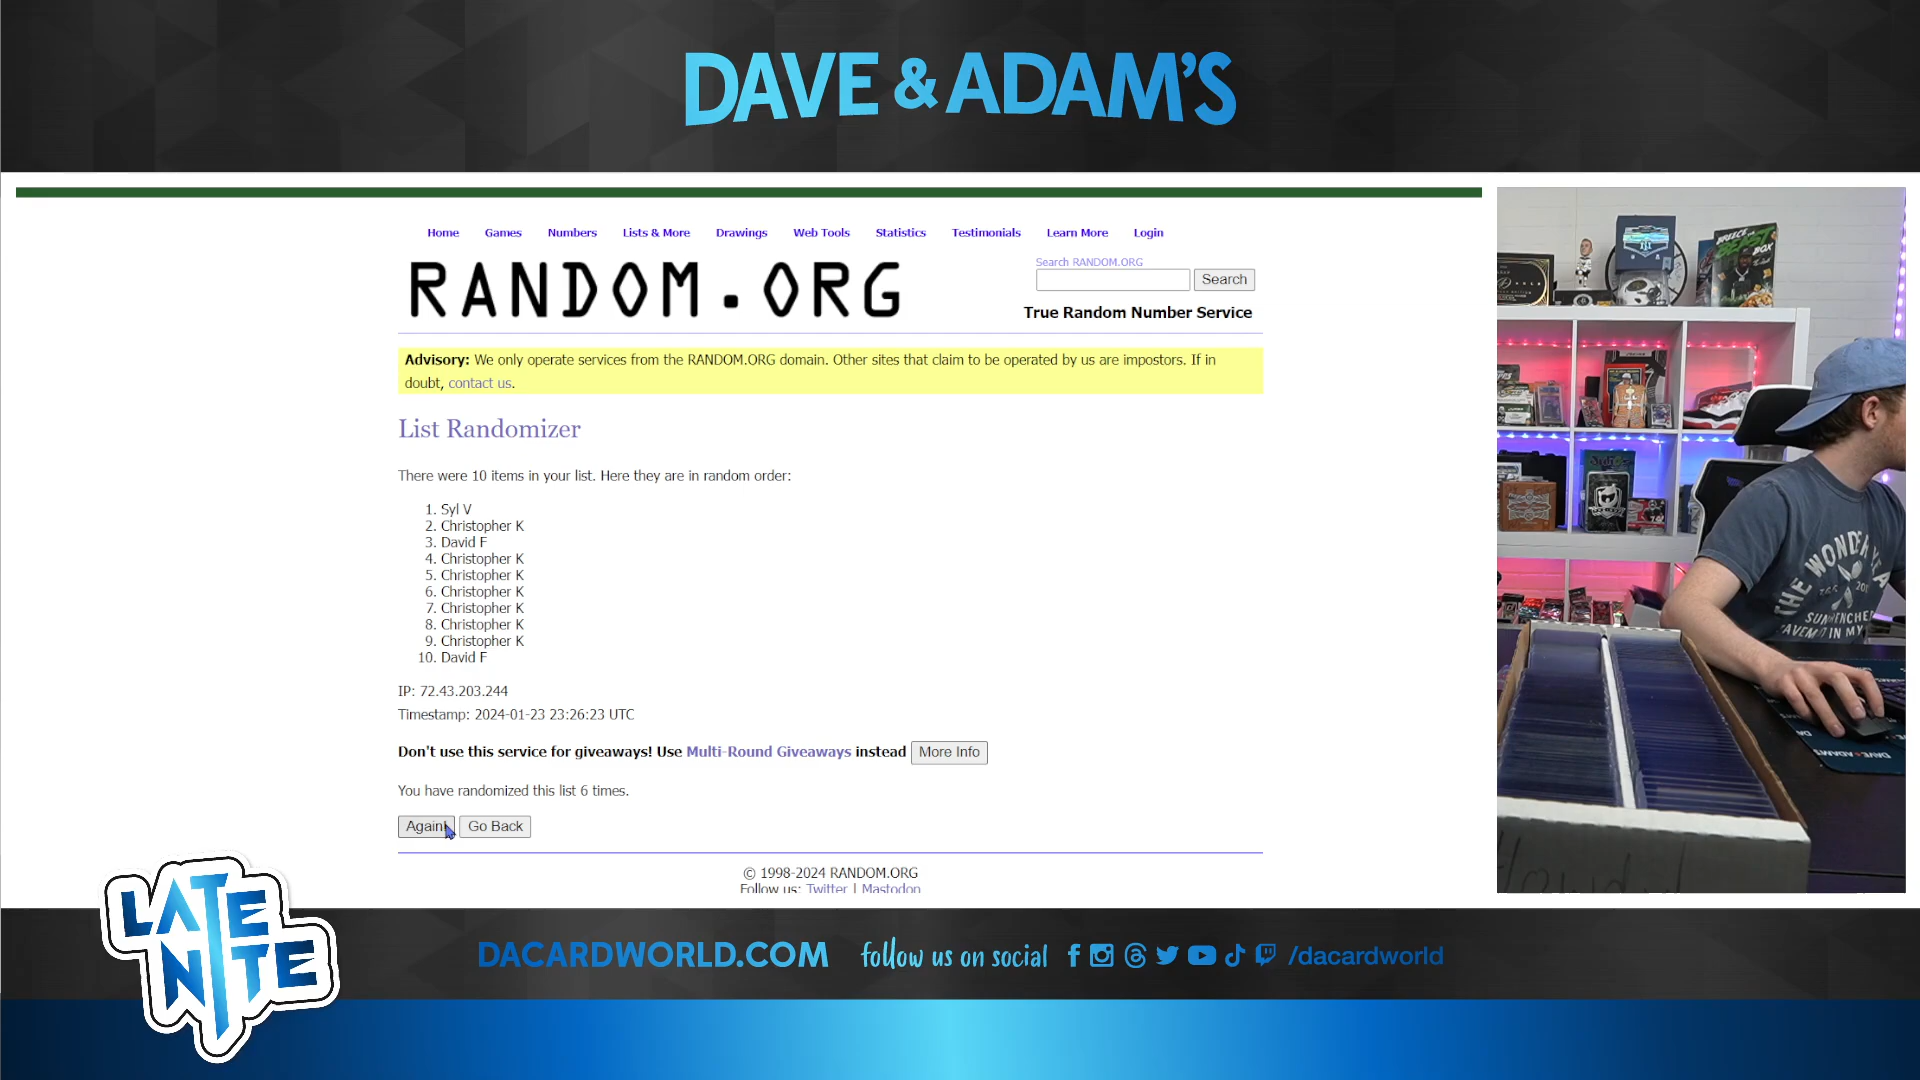 DAVE & ADAM'S
Home Games Numbers Lists & More Drawings Web Tools Statistics Testimonials Learn More Login
RANDOM.ORG
Search RANDOM.ORG
Search
True Random Number Service
Advisory: We only operate services from the RANDOM.ORG domain. Other sites that claim to be operated by us are impostors. If in
doubt, contact us.
List Randomizer
There were 10 items in your list. Here they are in random order:
1. Syl V
2. Christopher K
3. David F
4. Christopher K
5. Christopher K
6. Christopher K
7. Christopher K
8. Christopher K
9. Christopher K
10. David F
IP: 72.43.203.244
Timestamp: 2024-01-23 23:26:23 UTC
Don't use this service for giveaways! Use Multi-Round Giveaways instead More Info
You have randomized this list 6 times.
Again! Go Back
© 1998-2024 RANDOM.ORG
Follow us: Twitter | Mastodon
BREECE
BEAST
BOX
THE WONDER
DAVE & ADAM'S
LATE
NITE
DACARDWORLD.COM follow us on social /dacardworld